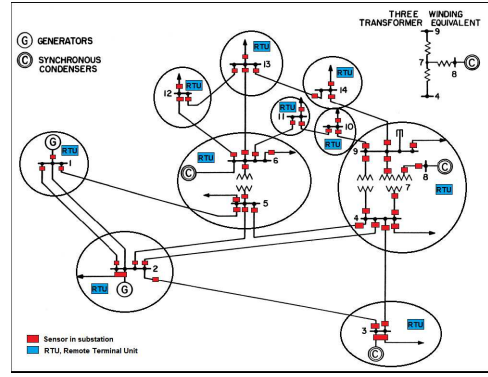 G GENERATORS
C SYNCHRONOUS
CONDENSERS
THREE WINDING
TRANSFORMER EQUIVALENT
9
7
8
C
4
RTU
13
RTU
12
RTU
14
RTU
11
RTU
10
RTU
G
RTU
1
RTU
6
C
5
9
C
8
7
RTU
4
2
RTU
G
RTU
3
C
Sensor in substation
RTU, Remote Terminal Unit